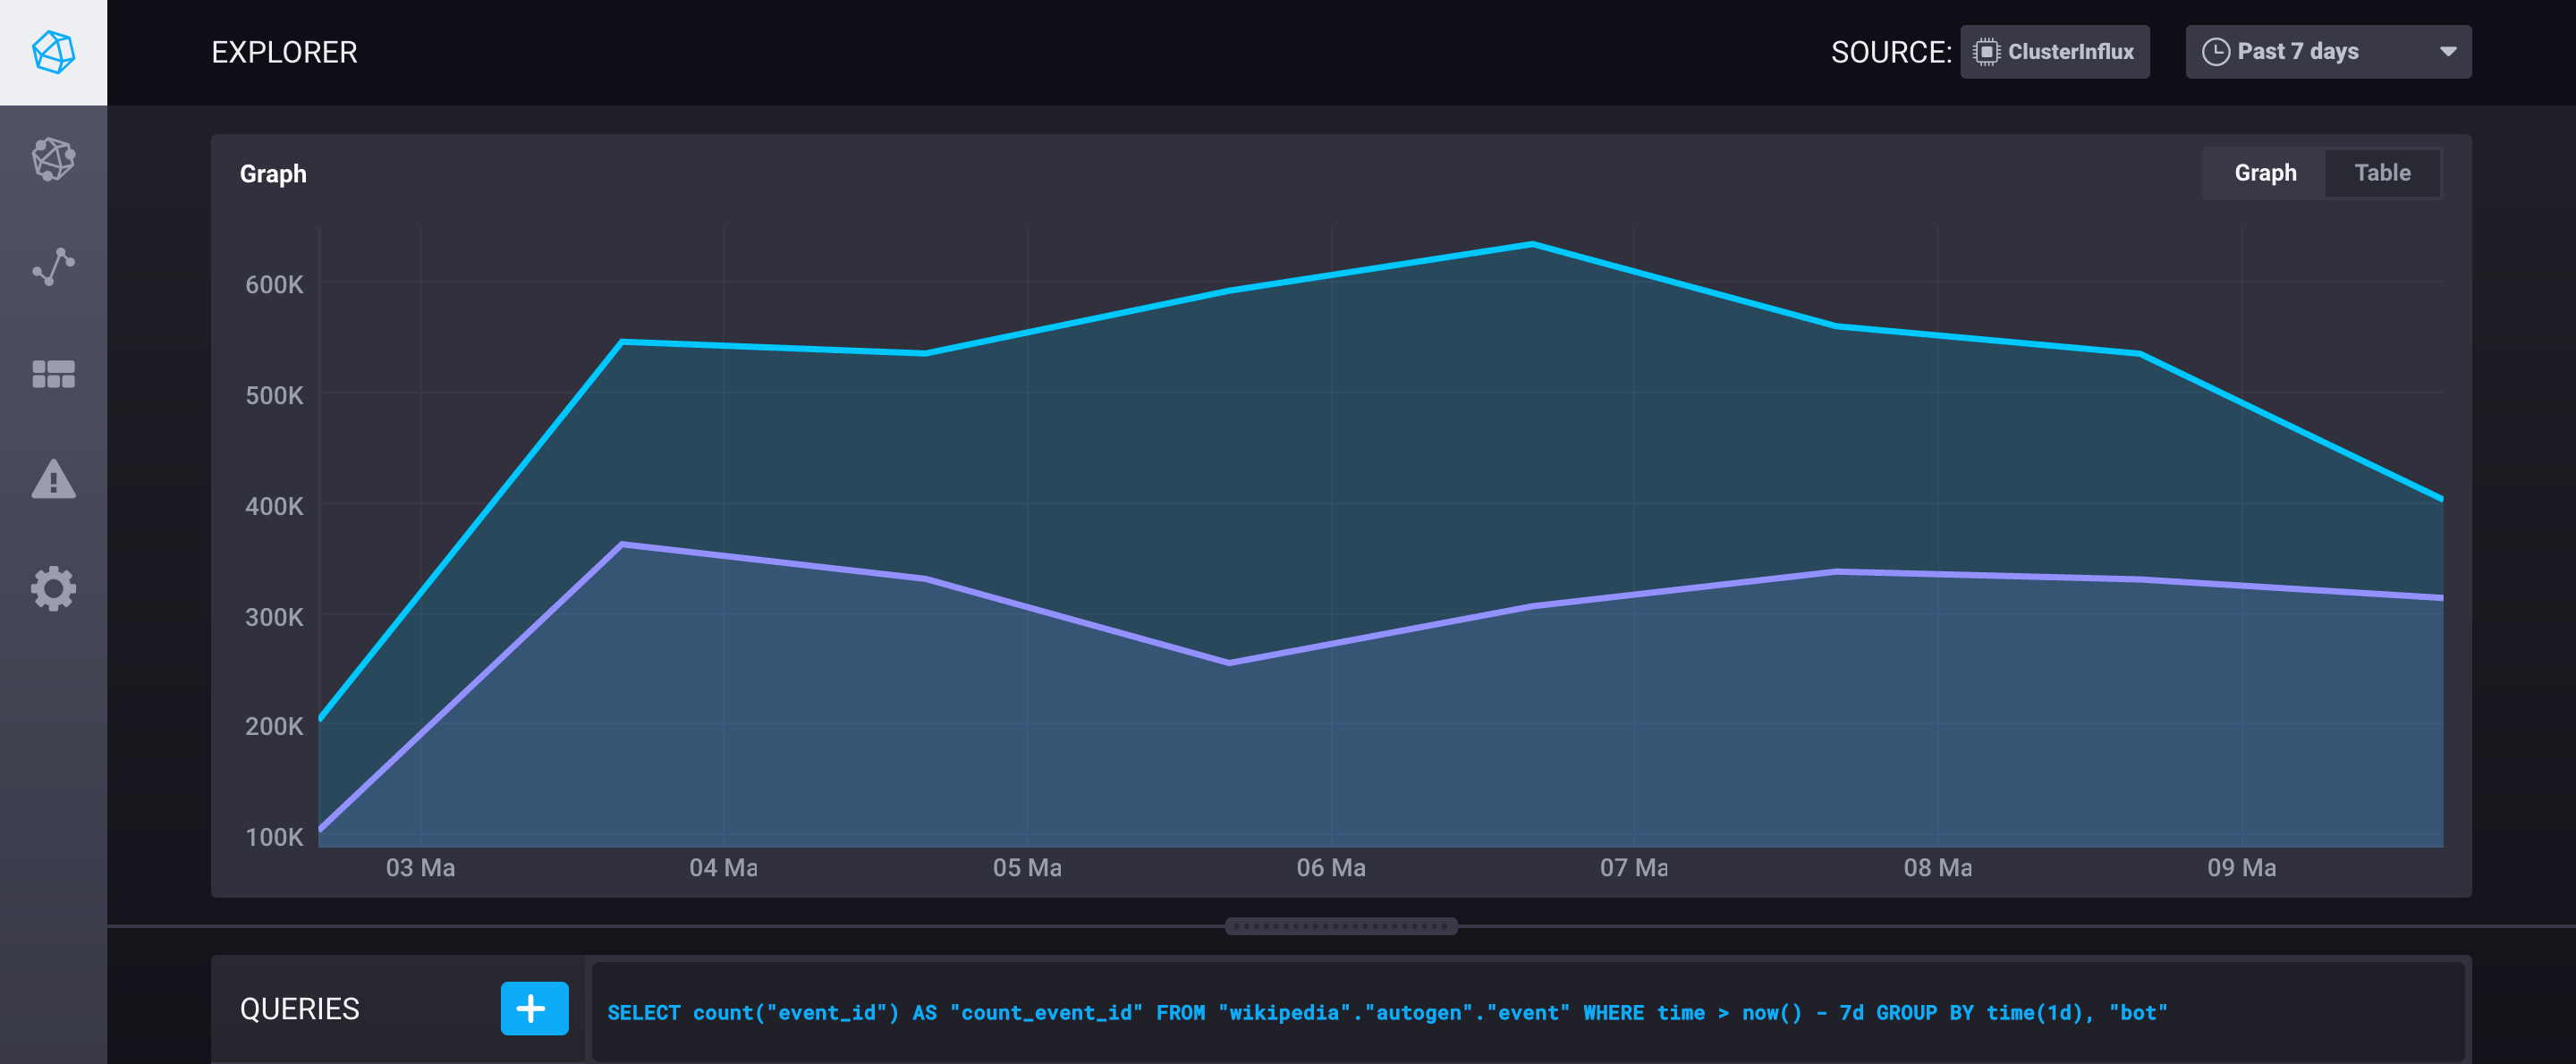 EXPLORER
SOURCE: ClusterInflux Past 7 days
Graph
Graph Table
600K
500K
400K
300K
200K
100K
03 Ma 04 Ma 05 Ma 06 Ma 07 Ma 08 Ma 09 Ma
QUERIES +
SELECT count("event_id") AS "count_event_id" FROM "wikipedia"."autogen"."event" WHERE time > now() - 7d GROUP BY time(1d), "bot"